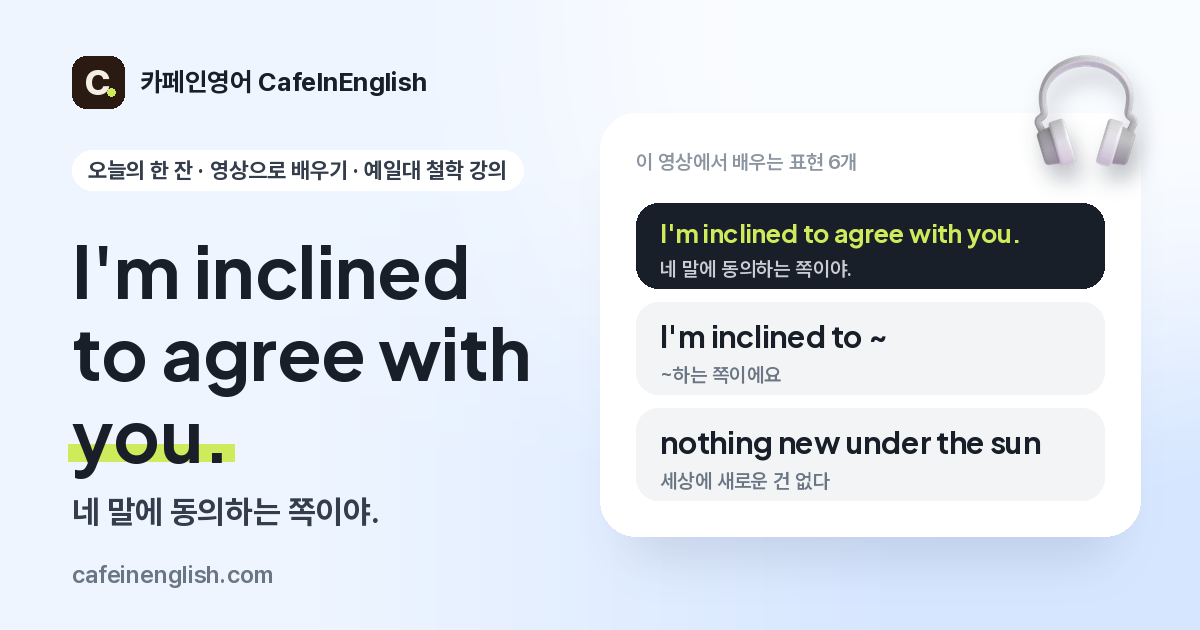 C
카페인영어 CafeInEnglish
오늘의 한 잔 · 영상으로 배우기 · 예일대 철학 강의
I'm inclined
to agree with
you.
네 말에 동의하는 쪽이야.
cafeinenglish.com
이 영상에서 배우는 표현 6개
I'm inclined to agree with you.
네 말에 동의하는 쪽이야.
I'm inclined to ~
~하는 쪽이에요
nothing new under the sun
세상에 새로운 건 없다